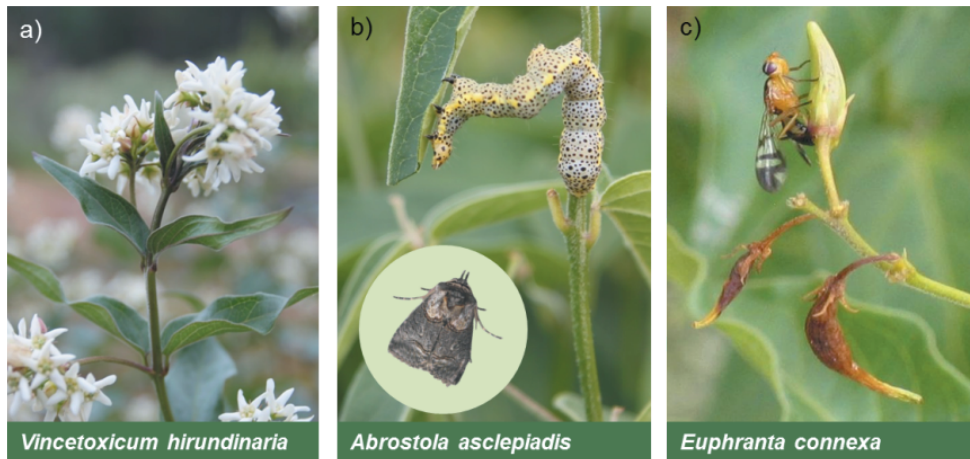 a)
b)
c)
Vincetoxicum hirundinaria
Abrostola asclepiadis
Euphranta connexa